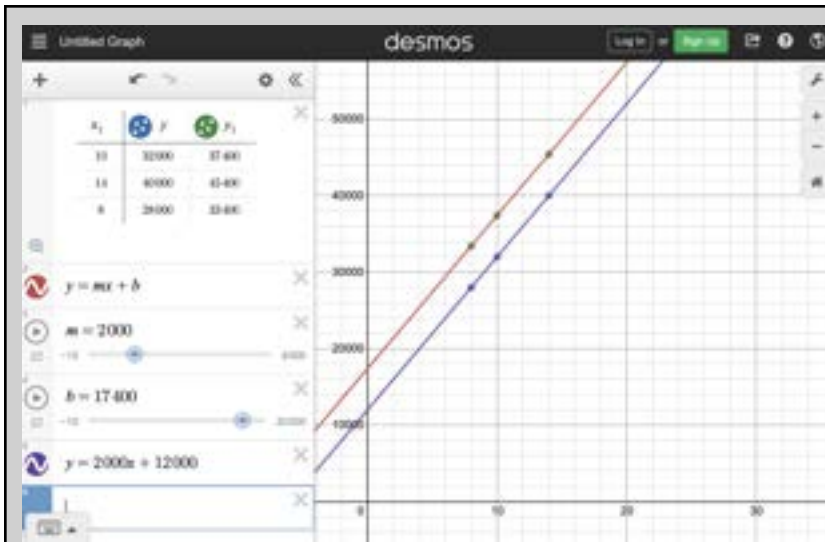 Untitled Graph
desmos
Log In or Sign Up
x₁ y y₁
10 32000 37400
14 40000 45400
8 28000 33400
y = mx + b
m = 2000
-10
b = 17400
-10
y = 2000x + 12000
50000
40000
30000
20000
10000
0 10 20 30